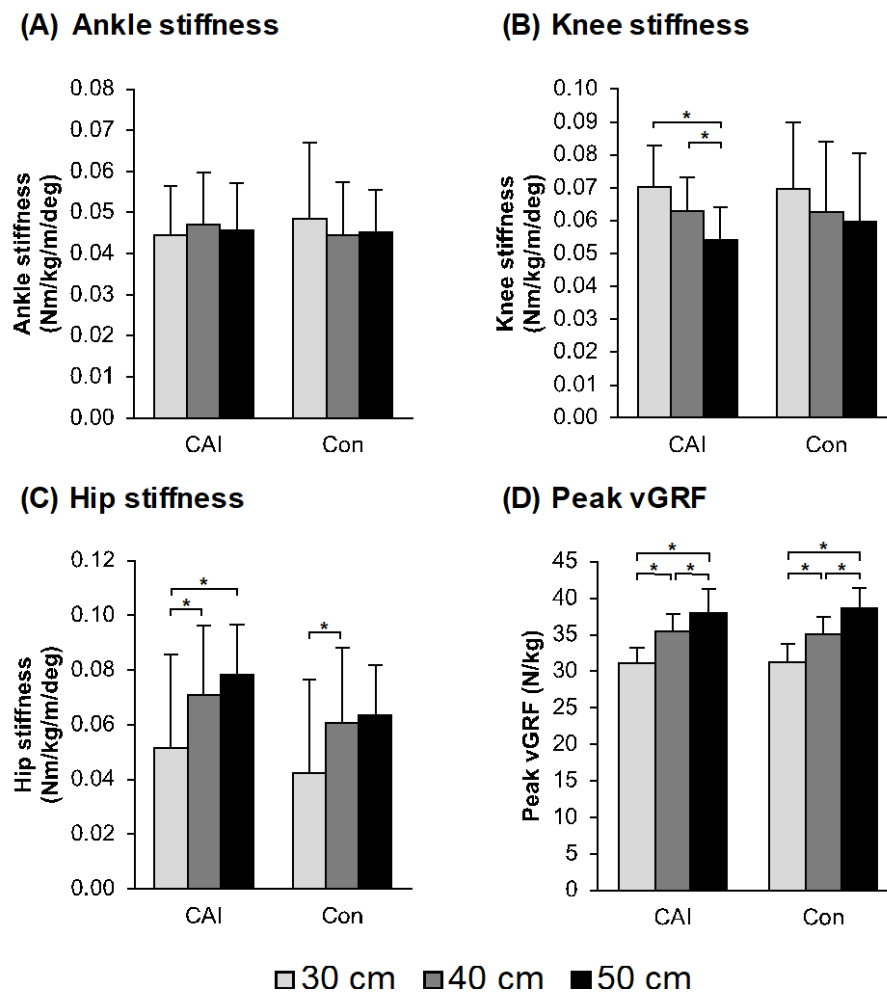 (A) Ankle stiffness
0.08
0.07
0.06
0.05
0.04
0.03
0.02
0.01
0.00
Ankle stiffness
(Nm/kg/m/deg)
CAI Con
(B) Knee stiffness
0.10
0.09
0.08
0.07
0.06
0.05
0.04
0.03
0.02
0.01
0.00
Knee stiffness
(Nm/kg/m/deg)
*
*
CAI Con
(C) Hip stiffness
0.12
0.10
0.08
0.06
0.04
0.02
0.00
Hip stiffness
(Nm/kg/m/deg)
*
*
*
CAI Con
(D) Peak vGRF
45
40
35
30
25
20
15
10
5
0
Peak vGRF (N/kg)
* *
* * * *
CAI Con
30 cm 40 cm 50 cm